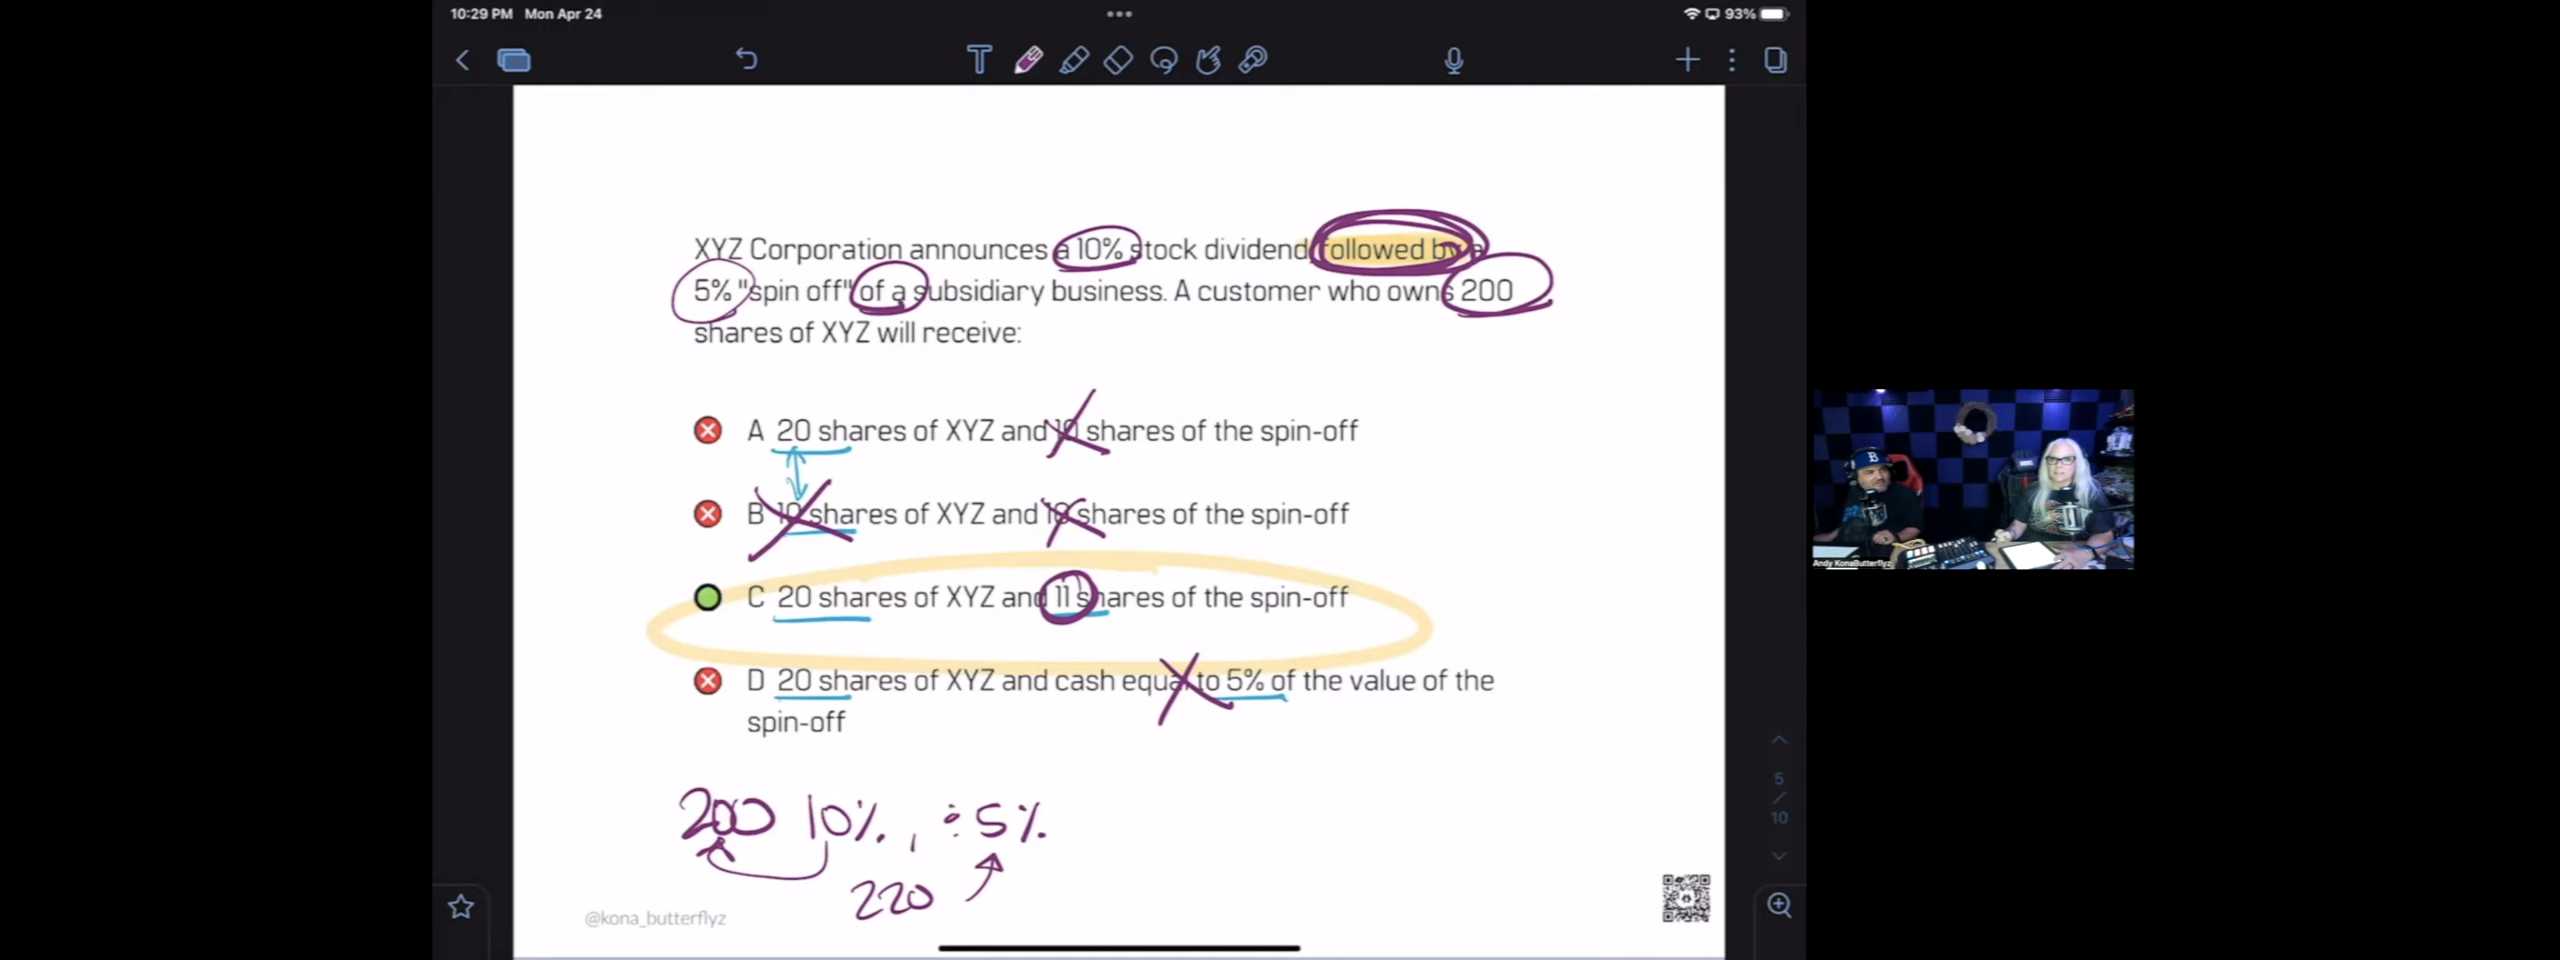 10:29 PM Mon Apr 24
93%
XYZ Corporation announces a 10% stock dividend, followed by a
5% "spin off" of a subsidiary business. A customer who owns 200
shares of XYZ will receive:
A 20 shares of XYZ and 10 shares of the spin-off
B 10 shares of XYZ and 10 shares of the spin-off
C 20 shares of XYZ and 11 shares of the spin-off
D 20 shares of XYZ and cash equal to 5% of the value of the
spin-off
200 10%, ÷ 5%
220
@kona_butterflyz
5
/
10
B
Andy KonaButterflyz